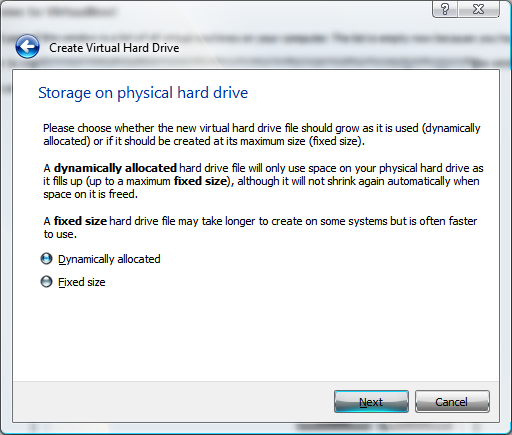 Create Virtual Hard Drive
Storage on physical hard drive
Please choose whether the new virtual hard drive file should grow as it is used (dynamically
allocated) or if it should be created at its maximum size (fixed size).
A dynamically allocated hard drive file will only use space on your physical hard drive as
it fills up (up to a maximum fixed size), although it will not shrink again automatically when
space on it is freed.
A fixed size hard drive file may take longer to create on some systems but is often faster
to use.
Dynamically allocated
Fixed size
Next
Cancel